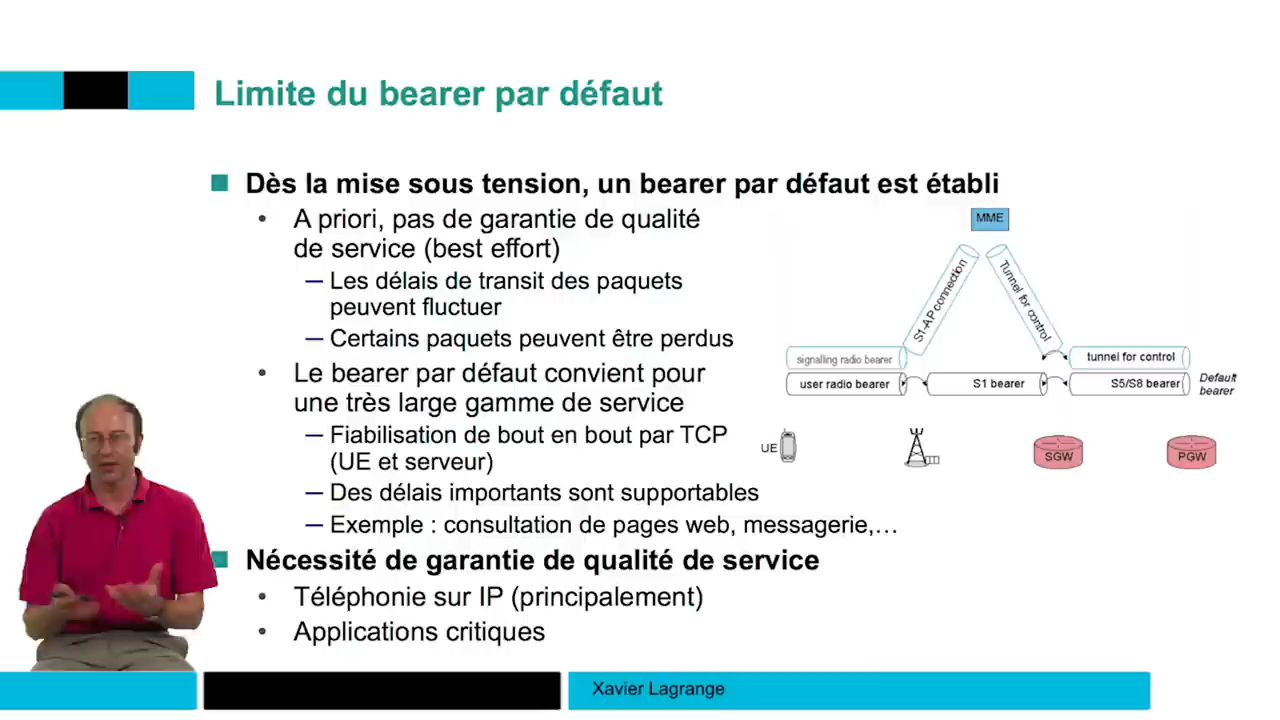 Limite du bearer par défaut
Dès la mise sous tension, un bearer par défaut est établi
• A priori, pas de garantie de qualité
de service (best effort)
— Les délais de transit des paquets
peuvent fluctuer
— Certains paquets peuvent être perdus
• Le bearer par défaut convient pour
une très large gamme de service
— Fiabilisation de bout en bout par TCP
(UE et serveur)
— Des délais importants sont supportables
— Exemple : consultation de pages web, messagerie,…
Nécessité de garantie de qualité de service
• Téléphonie sur IP (principalement)
• Applications critiques
MME
S1-AP connection
Tunnel for control
signalling radio bearer
tunnel for control
user radio bearer
S1 bearer
S5/S8 bearer
Default
bearer
UE
SGW
PGW
Xavier Lagrange